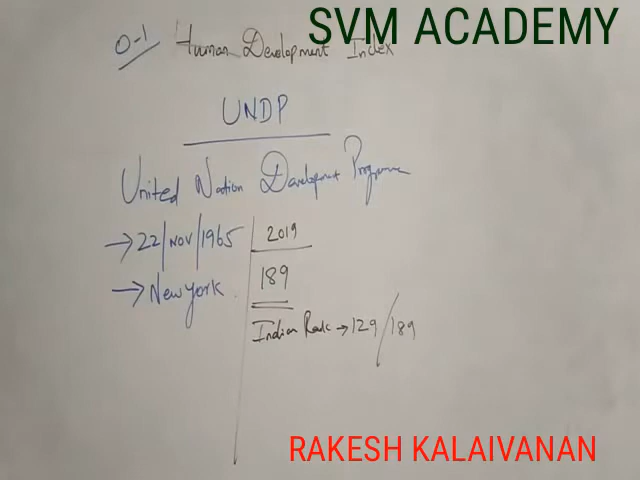 SVM ACADEMY
0-1 Human Development Index
UNDP
United Nation Development Programme
→ 22/Nov/1965
→ New york
2019
189
Indian Rank → 129/189
RAKESH KALAIVANAN